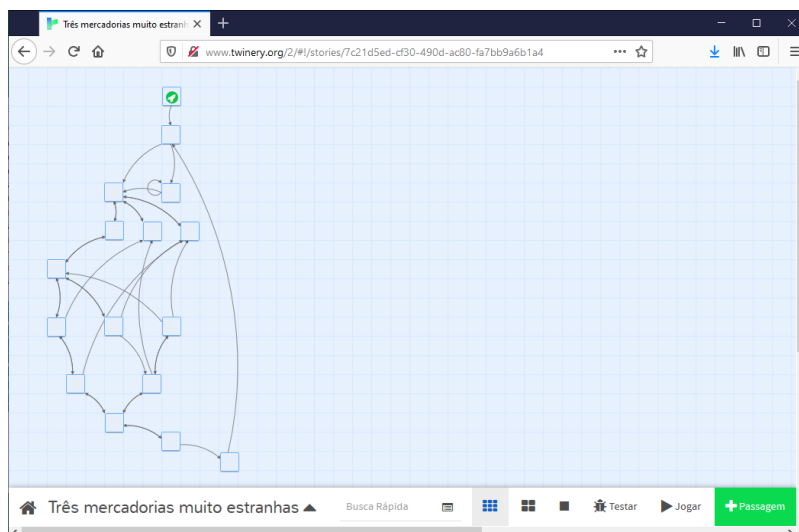 Três mercadorias muito estranh
www.twinery.org/2/#!/stories/7c21d5ed-cf30-490d-ac80-fa7bb9a6b1a4
Três mercadorias muito estranhas
Busca Rápida
Testar
Jogar
Passagem